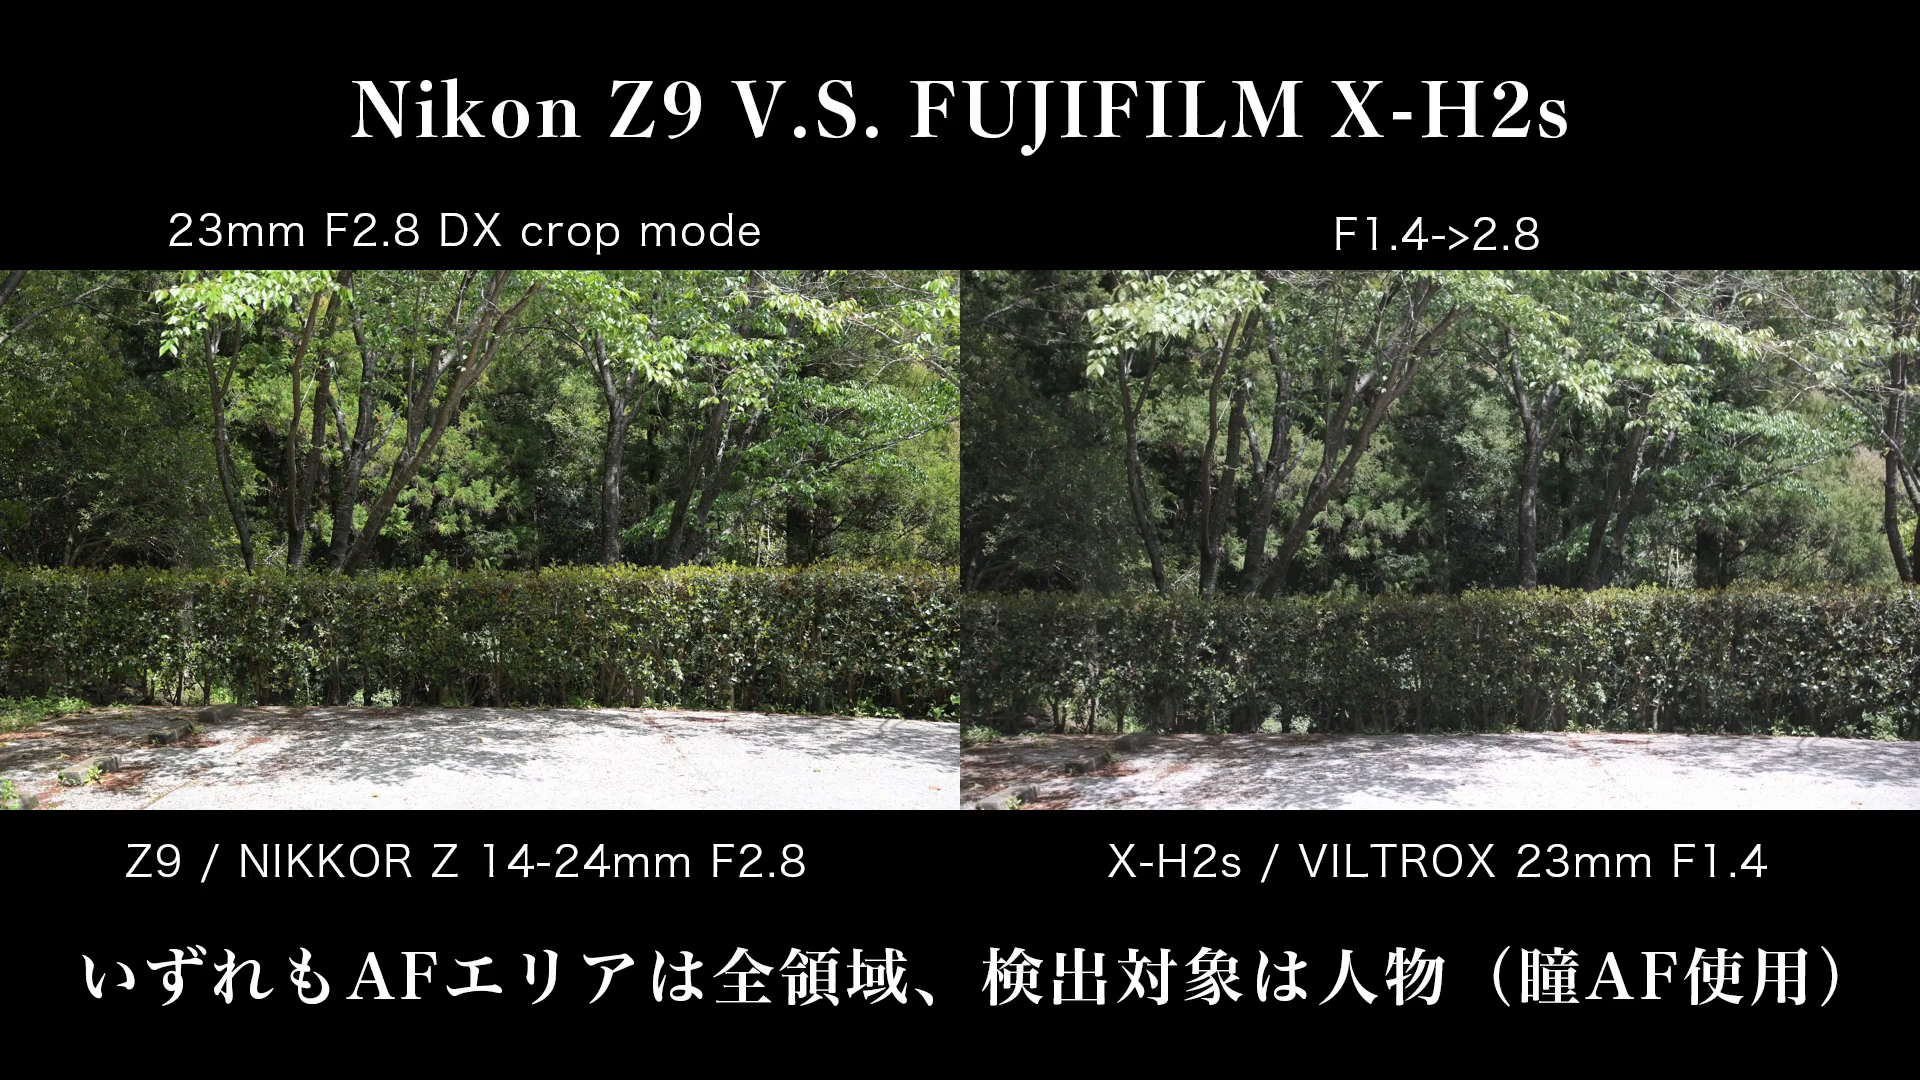 Nikon Z9 V.S. FUJIFILM X-H2s
23mm F2.8 DX crop mode
F1.4->2.8
Z9 / NIKKOR Z 14-24mm F2.8
X-H2s / VILTROX 23mm F1.4
いずれもAFエリアは全領域、検出対象は人物（瞳AF使用）